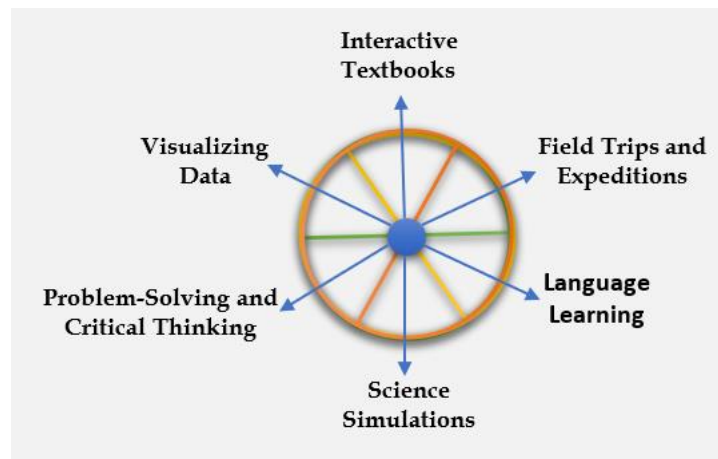 Interactive
Textbooks
Visualizing
Data
Field Trips and
Expeditions
Problem-Solving and
Critical Thinking
Language
Learning
Science
Simulations